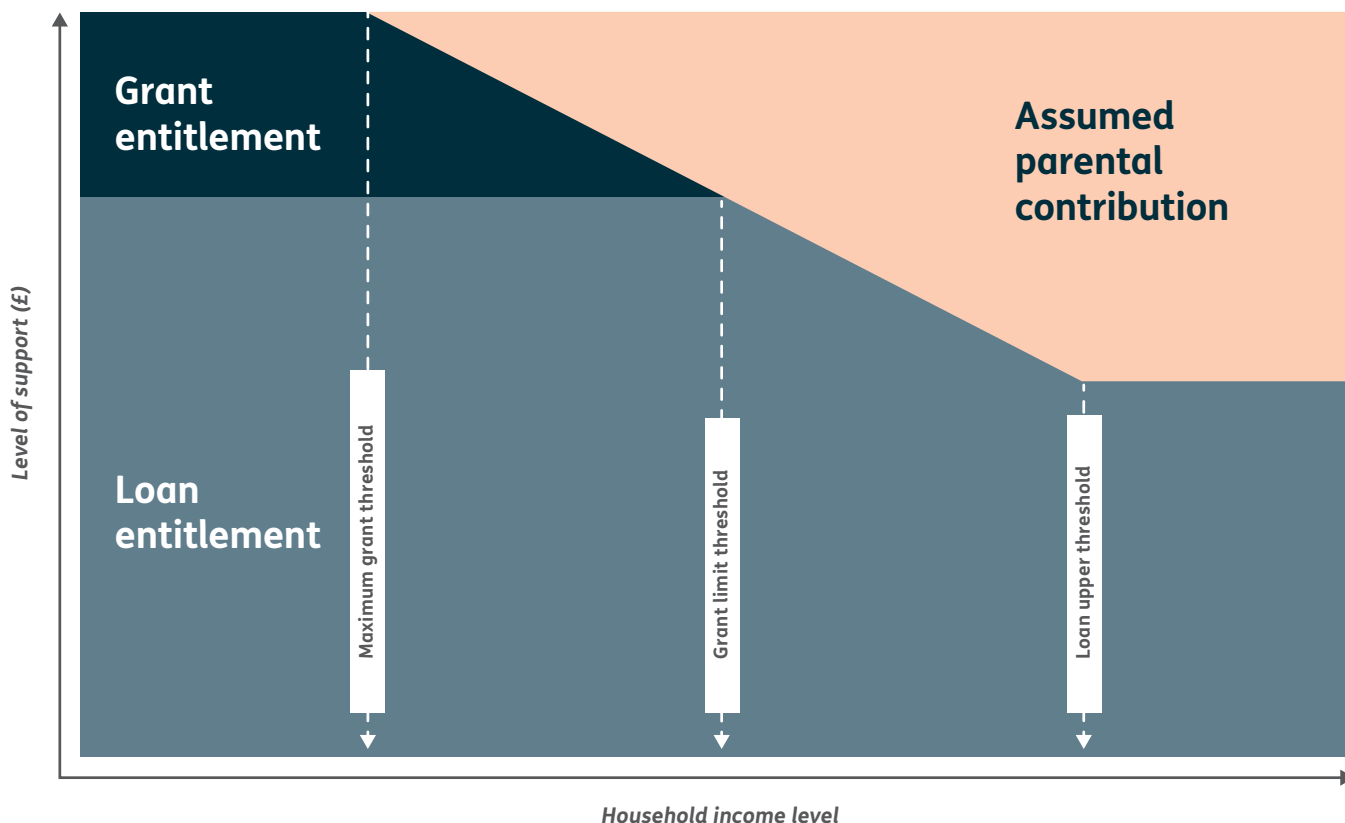 Grant
entitlement
Assumed
parental
contribution
Level of support (£)
Loan
entitlement
Maximum grant threshold
Grant limit threshold
Loan upper threshold
Household income level